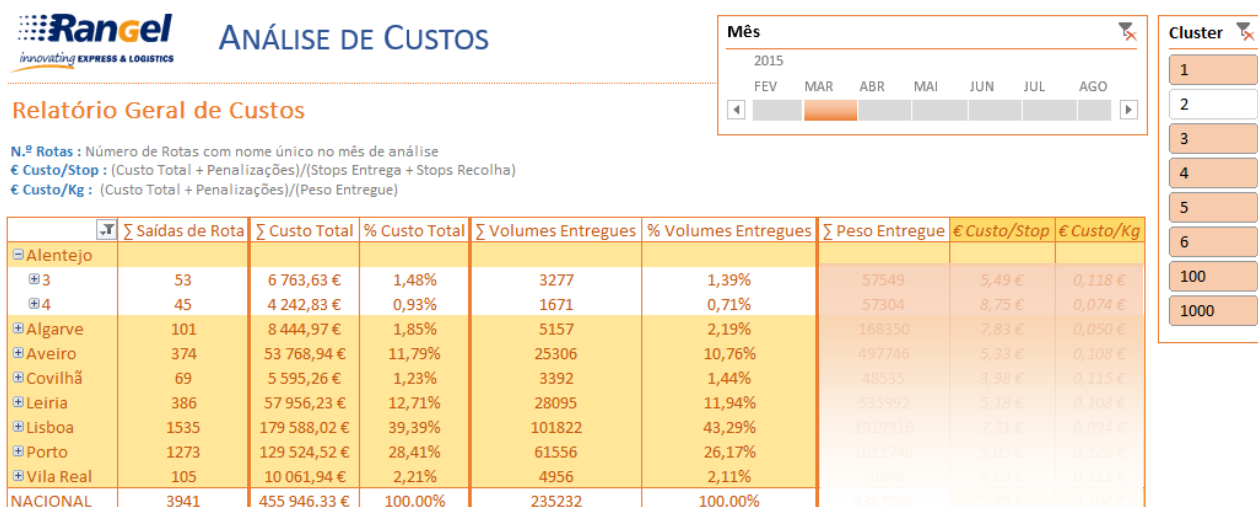 Rangel
innovating EXPRESS & LOGISTICS
ANÁLISE DE CUSTOS
Relatório Geral de Custos
N.º Rotas : Número de Rotas com nome único no mês de análise
€ Custo/Stop : (Custo Total + Penalizações)/(Stops Entrega + Stops Recolha)
€ Custo/Kg : (Custo Total + Penalizações)/(Peso Entregue)
Mês
2015
FEV MAR ABR MAI JUN JUL AGO
Cluster
1
2
3
4
5
6
100
1000
∑ Saídas de Rota ∑ Custo Total % Custo Total ∑ Volumes Entregues % Volumes Entregues ∑ Peso Entregue € Custo/Stop € Custo/Kg
Alentejo
3 53 6 763,63 € 1,48% 3277 1,39% 57549 5,49 € 0,118 €
4 45 4 242,83 € 0,93% 1671 0,71% 57304 8,75 € 0,074 €
Algarve 101 8 444,97 € 1,85% 5157 2,19% 168350 7,83 € 0,050 €
Aveiro 374 53 768,94 € 11,79% 25306 10,76% 497746 5,33 € 0,108 €
Covilhã 69 5 595,26 € 1,23% 3392 1,44% 48535 3,98 € 0,115 €
Leiria 386 57 956,23 € 12,71% 28095 11,94% 535992 5,18 € 0,108 €
Lisboa 1535 179 588,02 € 39,39% 101822 43,29% 7,31 € 0,094 €
Porto 1273 129 524,52 € 28,41% 61556 26,17%
Vila Real 105 10 061,94 € 2,21% 4956 2,11%
NACIONAL 3941 455 946,33 € 100,00% 235232 100,00%